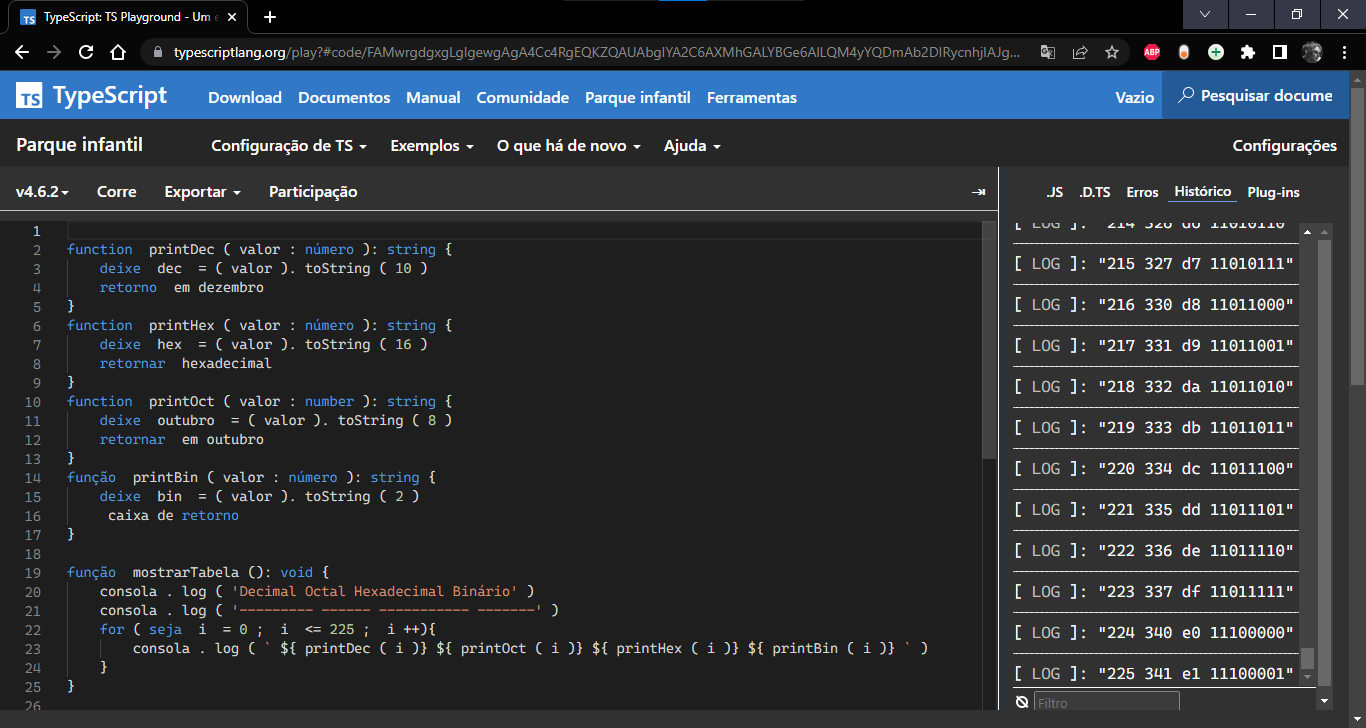 TypeScript: TS Playground - Um e
typescriptlang.org/play?#code/FAMwrgdgxgLglgewgAgA4Cc4RgEQKZQAUAbglYA2C6AXMhGALYBGe6AlLQM4yYQDmAb2DlRycnhjlAJg...
TS TypeScript Download Documentos Manual Comunidade Parque infantil Ferramentas Vazio Pesquisar docume
Parque infantil Configuração de TS Exemplos O que há de novo Ajuda Configurações
v4.6.2 Corre Exportar Participação .JS .D.TS Erros Histórico Plug-ins
1
2 function printDec ( valor : número ): string {
3 deixe dec = ( valor ). toString ( 10 )
4 retorno em dezembro
5 }
6 function printHex ( valor : número ): string {
7 deixe hex = ( valor ). toString ( 16 )
8 retornar hexadecimal
9 }
10 function printOct ( valor : number ): string {
11 deixe outubro = ( valor ). toString ( 8 )
12 retornar em outubro
13 }
14 função printBin ( valor : número ): string {
15 deixe bin = ( valor ). toString ( 2 )
16 caixa de retorno
17 }
18
19 função mostrarTabela (): void {
20 consola . log ( 'Decimal Octal Hexadecimal Binário' )
21 consola . log ( '--------- ------ ----------- -------' )
22 for ( seja i = 0 ; i <= 225 ; i ++){
23 consola . log ( ` ${ printDec ( i )} ${ printOct ( i )} ${ printHex ( i )} ${ printBin ( i )} ` )
24 }
25 }
26
[ LOG ]: "214 326 d6 11010110"
[ LOG ]: "215 327 d7 11010111"
[ LOG ]: "216 330 d8 11011000"
[ LOG ]: "217 331 d9 11011001"
[ LOG ]: "218 332 da 11011010"
[ LOG ]: "219 333 db 11011011"
[ LOG ]: "220 334 dc 11011100"
[ LOG ]: "221 335 dd 11011101"
[ LOG ]: "222 336 de 11011110"
[ LOG ]: "223 337 df 11011111"
[ LOG ]: "224 340 e0 11100000"
[ LOG ]: "225 341 e1 11100001"
Filtro